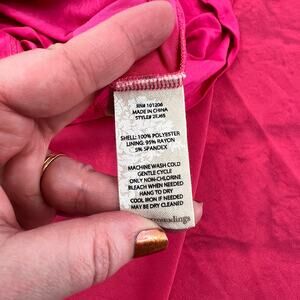 RN# 101206
MADE IN CHINA
STYLE# 2EJ65
SHELL: 100% POLYESTER
LINING: 95% RAYON
5% SPANDEX
MACHINE WASH COLD
GENTLE CYCLE
ONLY NON-CHLORINE
BLEACH WHEN NEEDED
HANG TO DRY
COOL IRON IF NEEDED
MAY BE DRY CLEANED